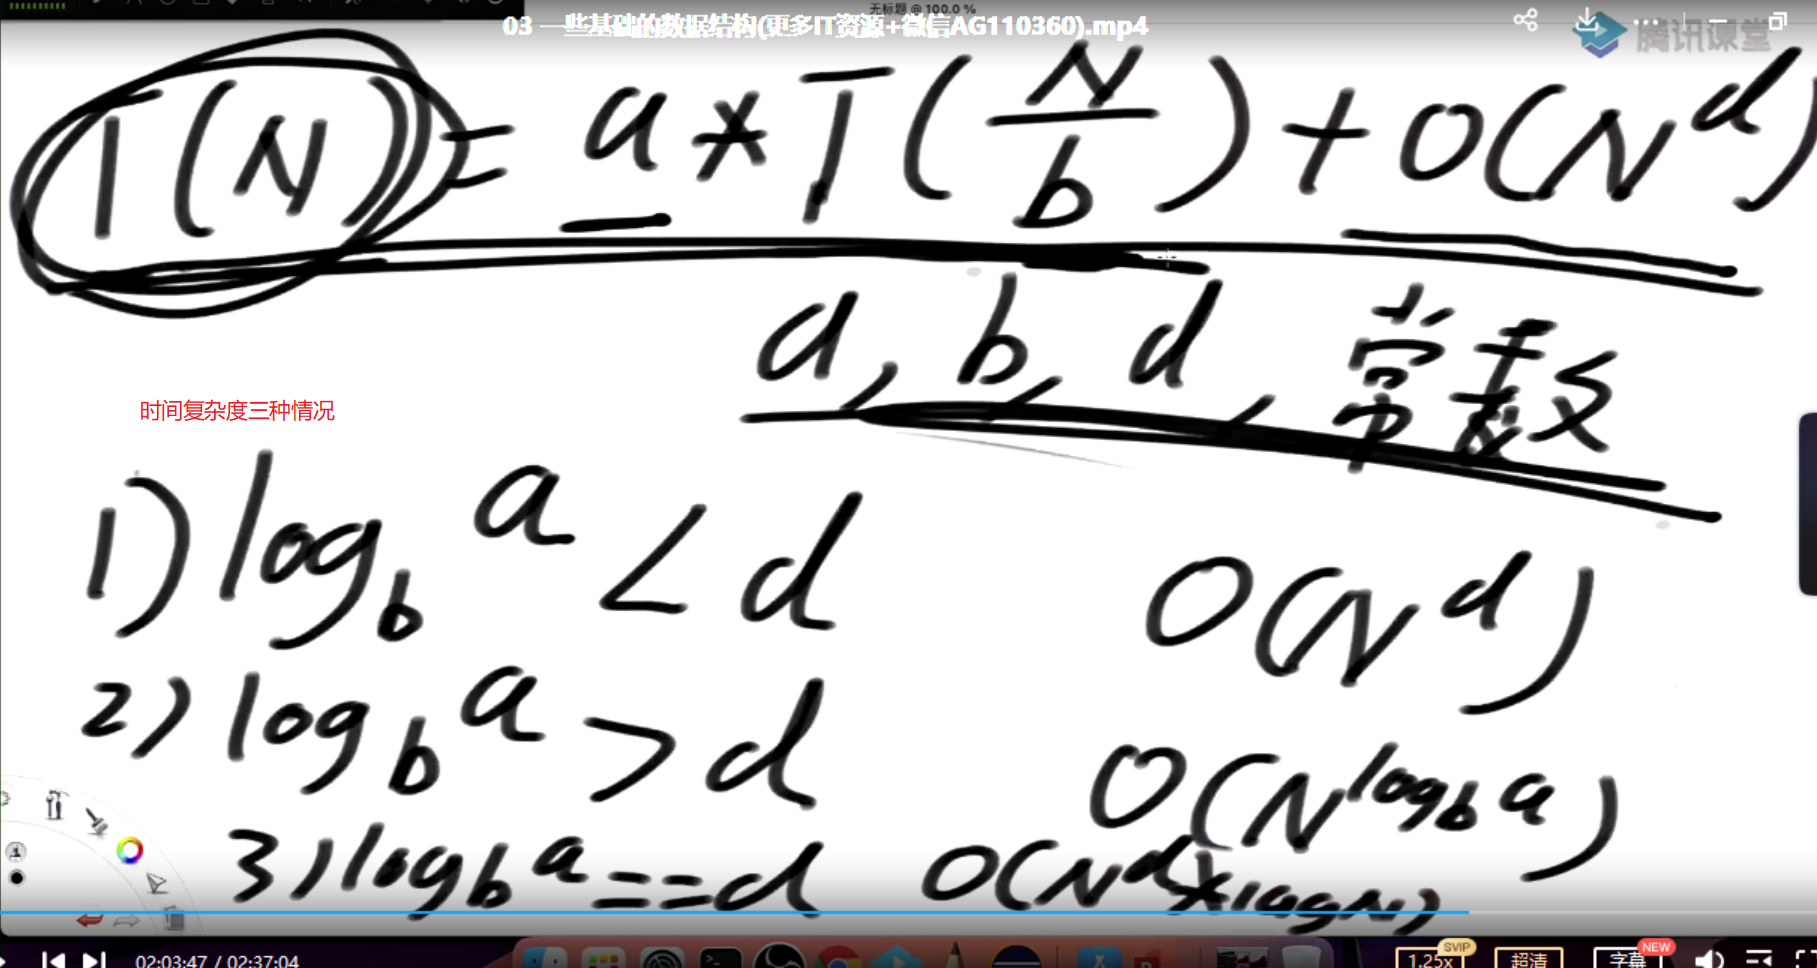 无标题 @ 100.0 %
03 一些基础的数据结构(更多IT资源+微信AG110360).mp4
腾讯课堂
T(N) = a * T(N/b) + O(N^d)
a, b, d, 常数
时间复杂度三种情况
1) log_b^a < d O(N^d)
2) log_b^a > d O(N^log_b^a)
3) log_b^a == d O(N^d * logN)
02:03:47 / 02:37:04
1.25x
SVIP
超清
字幕
NEW